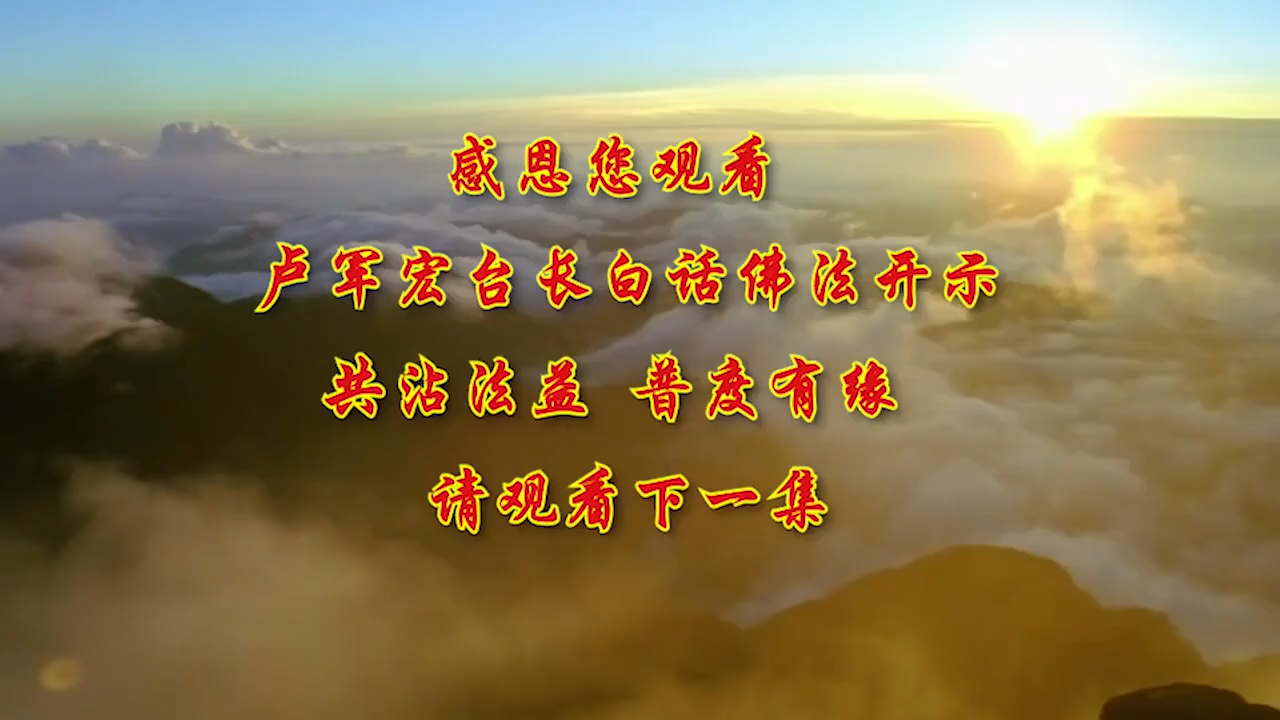 感恩您观看
卢军宏台长白话佛法开示
共沾法益 普度有缘
请观看下一集